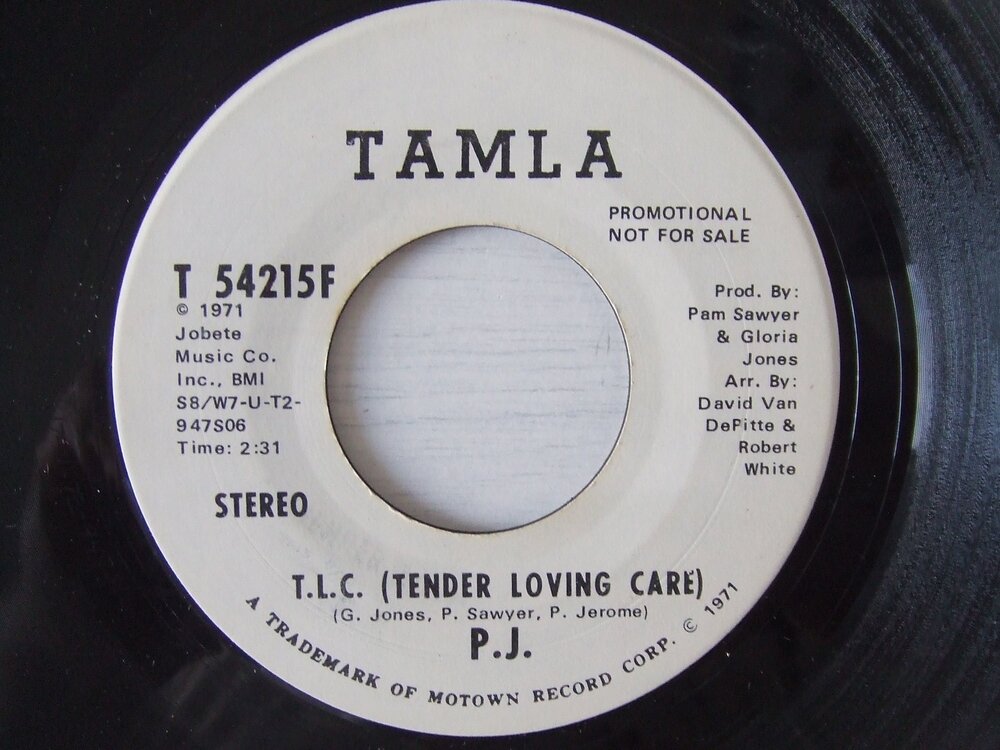 TAMLA
PROMOTIONAL
NOT FOR SALE
T 54215F
© 1971
Jobete
Music Co.
Inc., BMI
S8/W7-U-T2-
947S06
Time: 2:31
STEREO
Prod. By:
Pam Sawyer
& Gloria
Jones
Arr. By:
David Van
DePitte &
Robert
White
T.L.C. (TENDER LOVING CARE)
(G. Jones, P. Sawyer, P. Jerome)
P.J.
A TRADEMARK OF MOTOWN RECORD CORP. © 1971